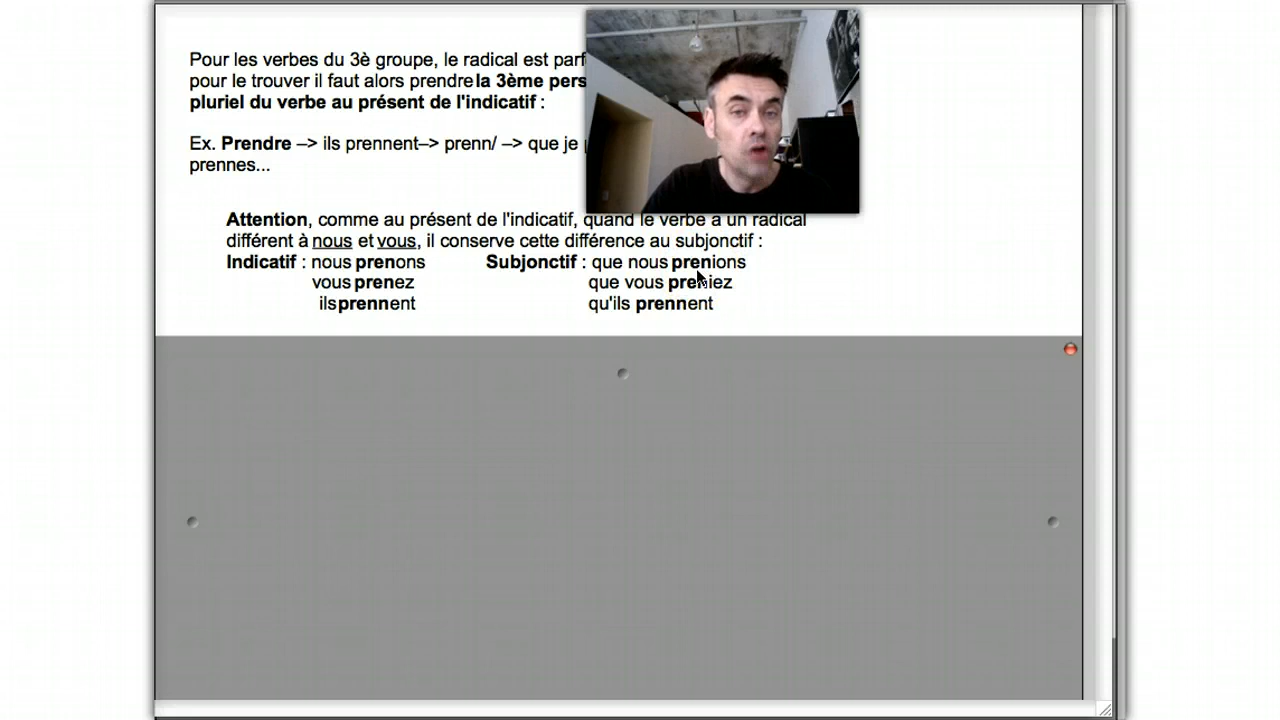 Pour les verbes du 3è groupe, le radical est
pour le trouver il faut alors prendre la 3ème
pluriel du verbe au présent de l'indicatif :
Ex. Prendre –> ils prennent–> prenn/ –> que je
prennes...
Attention, comme au présent de l'indicatif, quand le verbe a un radical
différent à nous et vous, il conserve cette différence au subjonctif :
Indicatif : nous prenons Subjonctif : que nous prenions
vous prenez que vous preniez
ils prennent qu'ils prennent